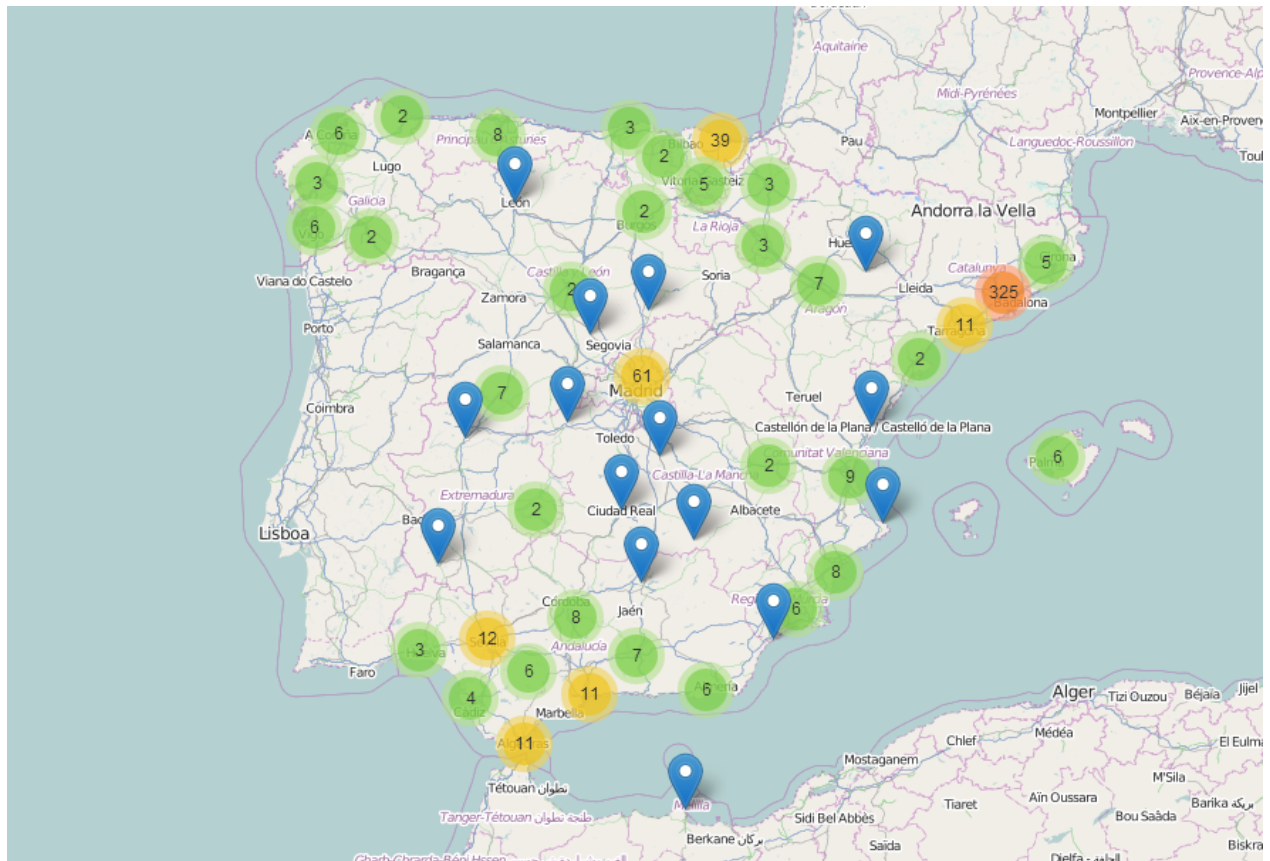 Aquitaine
Provence-Alp
Midi-Pyrénées
Montpellier
Aix-en-Proven
Languedoc-Roussillon
Toul
Pau
6
2
8
3
39
Bilbao
2
Lugo
3
5
3
León
Galicia
6
2
2
Burgos
La Rioja
3
Andorra la Vella
Catalunya
5
Viana do Castelo
Bragança
Castilla y León
Soria
7
Lleida
325
Badalona
Zamora
2
Aragón
11
Tarragona
Porto
Salamanca
Segovia
2
61
Madrid
7
Teruel
Coimbra
Toledo
Castellón de la Plana / Castelló de la Plana
Comunitat Valenciana
2
9
6
Palma
Castilla-La Mancha
Extremadura
2
Ciudad Real
Albacete
Lisboa
8
Córdoba
Jaén
6
8
12
3
Huelva
Andalucía
7
6
Faro
4
Cádiz
11
6
Almería
Marbella
11
Algeciras
Alger
Tizi Ouzou
Béjaïa
Jijel
Médéa
Chlef
El Eulma
Mostaganem
Tétouan تطوان
Melilla
M'Sila
Aïn Oussara
Tiaret
Barika بريكة
Bou Saâda
Sidi Bel Abbès
Tanger-Tétouan طنجة تطوان
Berkane بركان
Saïda
Biskra